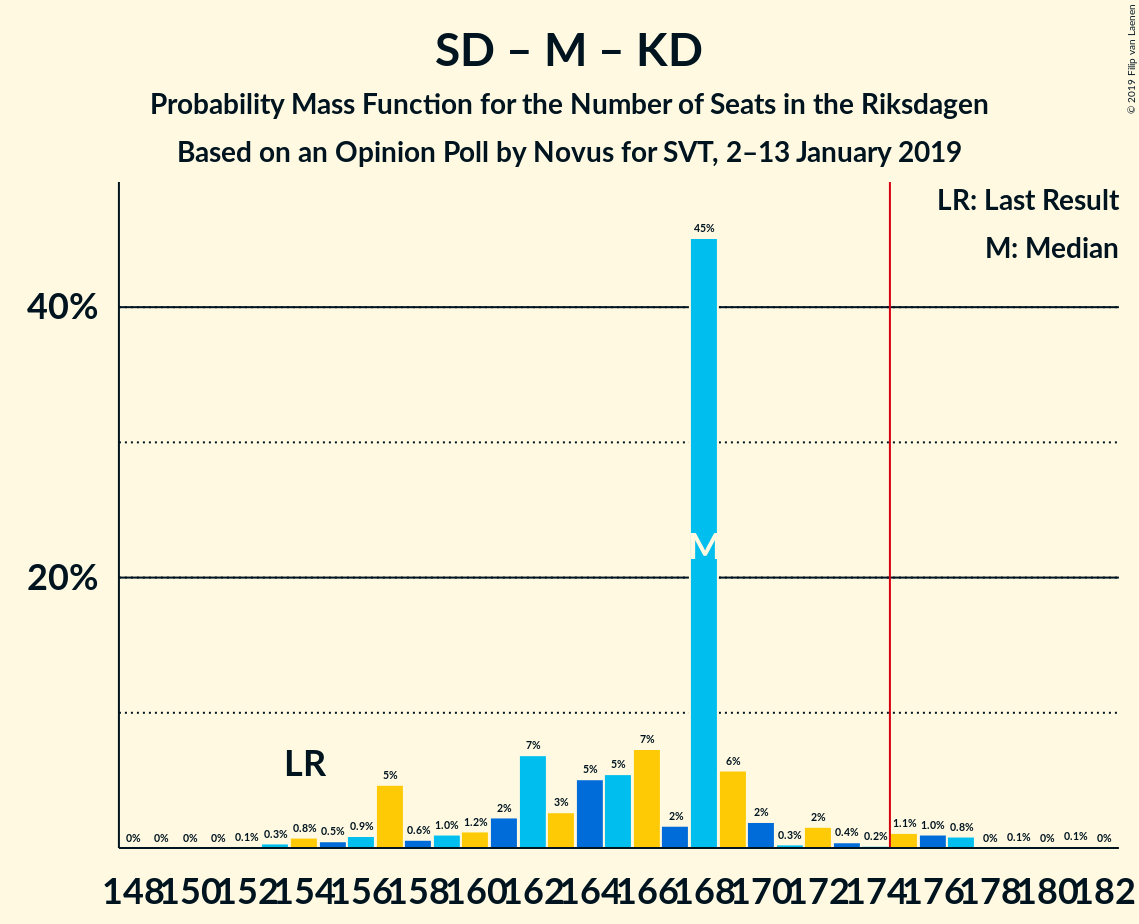 SD – M – KD
Probability Mass Function for the Number of Seats in the Riksdagen
Based on an Opinion Poll by Novus for SVT, 2–13 January 2019
© 2019 Filip van Laenen
LR: Last Result
M: Median
40%
20%
LR
M
0% 0% 0% 0% 0.1% 0.3% 0.8% 0.5% 0.9% 5% 0.6% 1.0% 1.2% 2% 7% 3% 5% 5% 7% 2% 45% 6% 2% 0.3% 2% 0.4% 0.2% 1.1% 1.0% 0.8% 0% 0.1% 0% 0.1% 0%
148 150 152 154 156 158 160 162 164 166 168 170 172 174 176 178 180 182